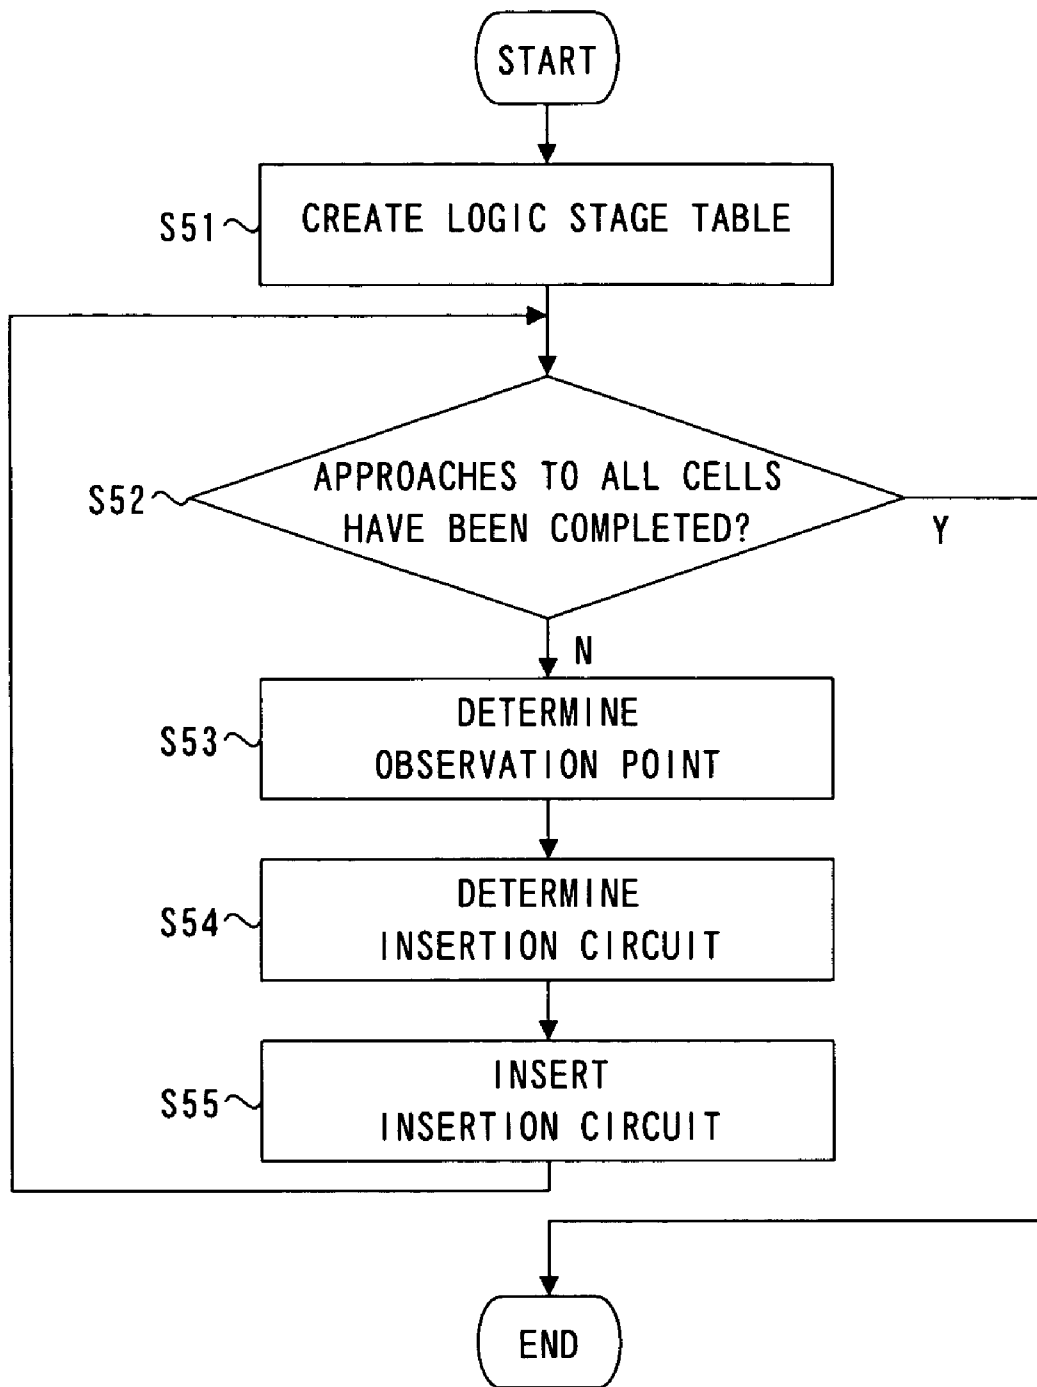 START
S51
CREATE LOGIC STAGE TABLE
S52
APPROACHES TO ALL CELLS
HAVE BEEN COMPLETED?
Y
N
S53
DETERMINE
OBSERVATION POINT
S54
DETERMINE
INSERTION CIRCUIT
S55
INSERT
INSERTION CIRCUIT
END